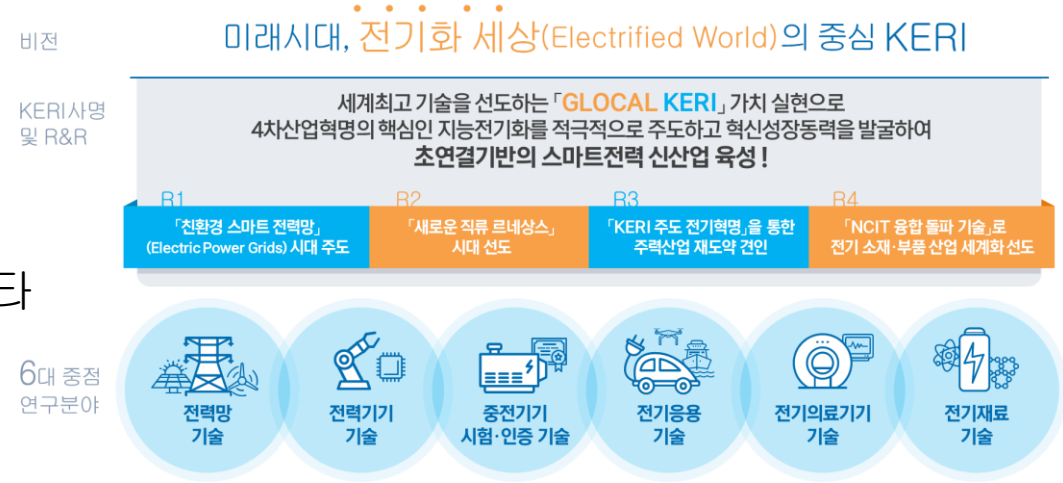 비전
미래시대, 전기화 세상(Electrified World)의 중심 KERI
KERI사명
및 R&R
세계최고 기술을 선도하는 「GLOCAL KERI」 가치 실현으로
4차산업혁명의 핵심인 지능전기화를 적극적으로 주도하고 혁신성장동력을 발굴하여
초연결기반의 스마트전력 신산업 육성 !
R1
「친환경 스마트 전력망」
(Electric Power Grids) 시대 주도
R2
「새로운 직류 르네상스」
시대 선도
R3
「KERI 주도 전기혁명」을 통한
주력산업 재도약 견인
R4
「NCIT 융합 돌파 기술」로
전기 소재·부품 산업 세계화 선도
타
6대 중점
연구분야
전력망
기술
전력기기
기술
중전기기
시험·인증 기술
전기응용
기술
전기의료기기
기술
전기재료
기술